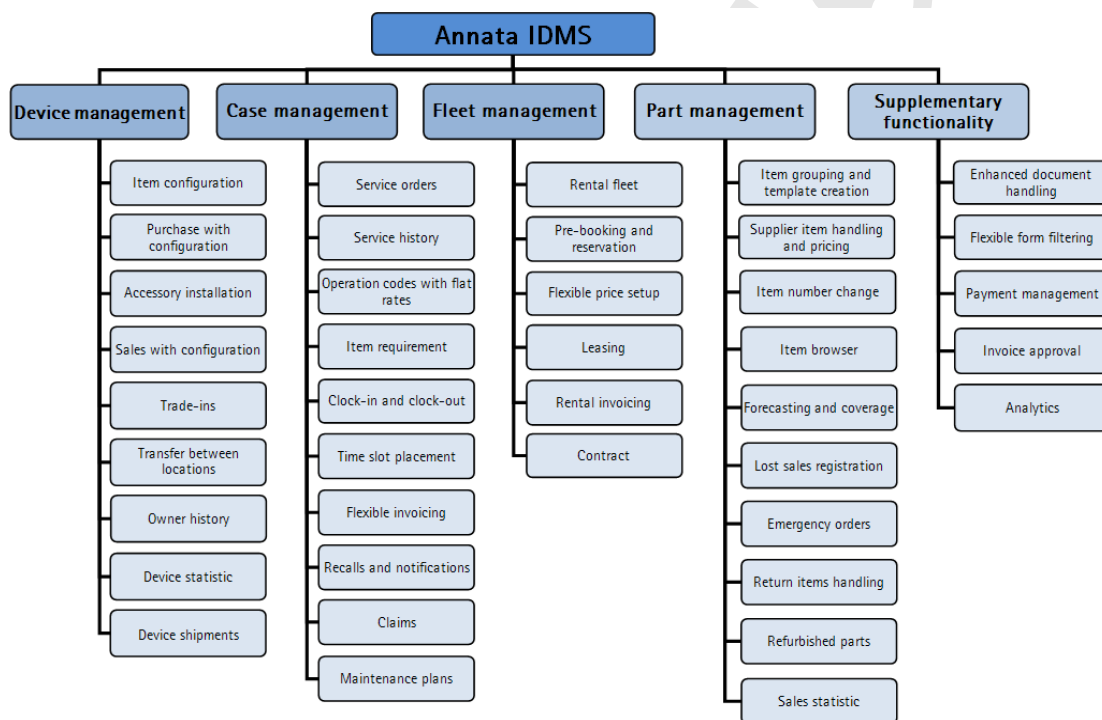 Annata IDMS
Device management
Case management
Fleet management
Part management
Supplementary
functionality
Item configuration
Purchase with
configuration
Accessory installation
Sales with configuration
Trade-ins
Transfer between
locations
Owner history
Device statistic
Device shipments
Service orders
Service history
Operation codes with flat
rates
Item requirement
Clock-in and clock-out
Time slot placement
Flexible invoicing
Recalls and notifications
Claims
Maintenance plans
Rental fleet
Pre-booking and
reservation
Flexible price setup
Leasing
Rental invoicing
Contract
Item grouping and
template creation
Supplier item handling
and pricing
Item number change
Item browser
Forecasting and coverage
Lost sales registration
Emergency orders
Return items handling
Refurbished parts
Sales statistic
Enhanced document
handling
Flexible form filtering
Payment management
Invoice approval
Analytics